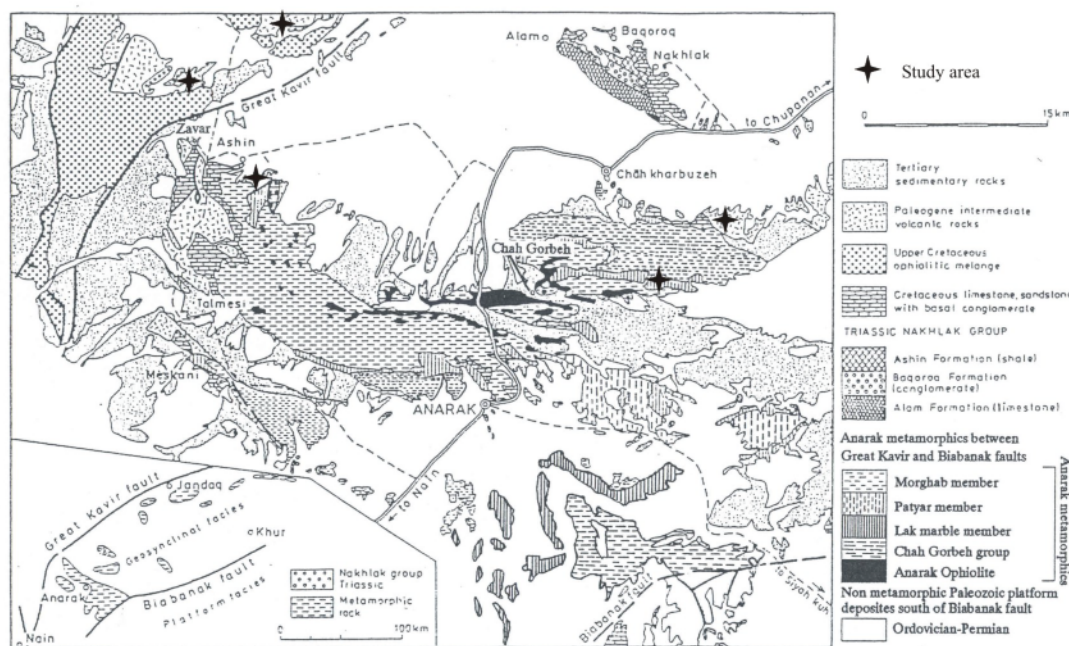 Alamo
Baqoroq
Nakhlak
Great Kavir fault
to Chupanan
Zavar
Ashin
Chah kharbuzeh
Chah Gorbeh
Talmesi
Meskani
ANARAK
to Nain
Great Kavir fault
Jandaq
Geosynclinal facies
Khur
Anarak
Biabanak fault
Platform facies
Nain
Nakhlak group
Triassic
Metamorphic
rock
0 100km
Biabanak fault
to Siyah kuh
Study area
0 15km
Tertiary
sedimentary rocks
Paleogene intermediate
volcanic rocks
Upper Cretaceous
ophiolitic melange
Cretaceous limestone, sandstone
with basal conglomerate
TRIASSIC NAKHLAK GROUP
Ashin Formation (shale)
Baqoroq Formation
(conglomerate)
Alam Formation (limestone)
Anarak metamorphics between
Great Kavir and Biabanak faults
Morghab member
Patyar member
Lak marble member
Chah Gorbeh group
Anarak Ophiolite
Anarak metamorphics
Non metamorphic Paleozoic platform
deposites south of Biabanak fault
Ordovician-Permian